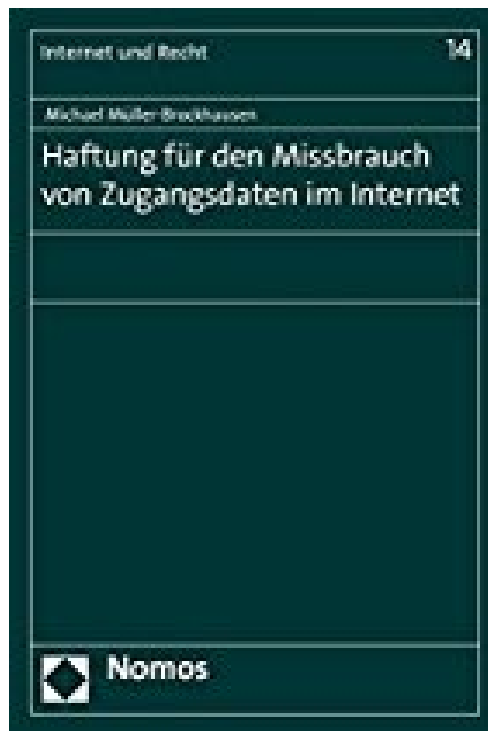 Internet und Recht 14
Michael Müller-Brockhausen
Haftung für den Missbrauch
von Zugangsdaten im Internet
Nomos